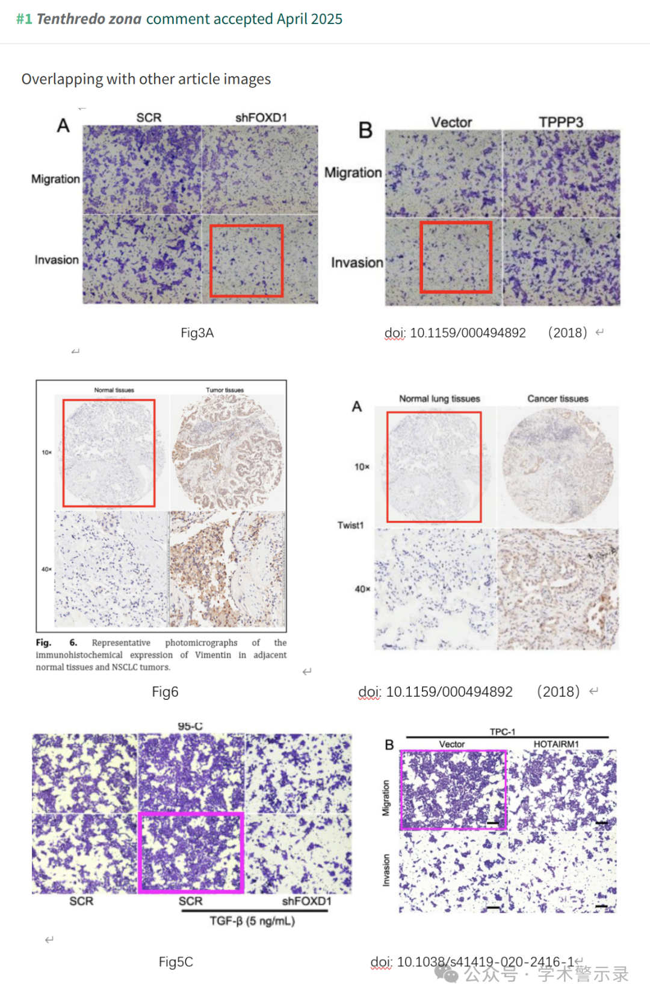 #1 Tenthredo zona comment accepted April 2025
Overlapping with other article images
A
SCR
shFOXD1
Migration
Invasion
Fig3A
B
Vector
TPPP3
Migration
Invasion
doi: 10.1159/000494892 (2018)
Normal tissues
Tumor tissues
10×
40×
Fig. 6. Representative photomicrographs of the
immunohistochemical expression of Vimentin in adjacent
normal tissues and NSCLC tumors.
Fig6
A
Normal lung tissues
Cancer tissues
10×
Twist1
40×
doi: 10.1159/000494892 (2018)
95-C
SCR
SCR
shFOXD1
TGF-β (5 ng/mL)
Fig5C
B
TPC-1
Vector
HOTAIRM1
Migration
Invasion
doi: 10.1038/s41419-020-2416-1
公众号 · 学术警示录